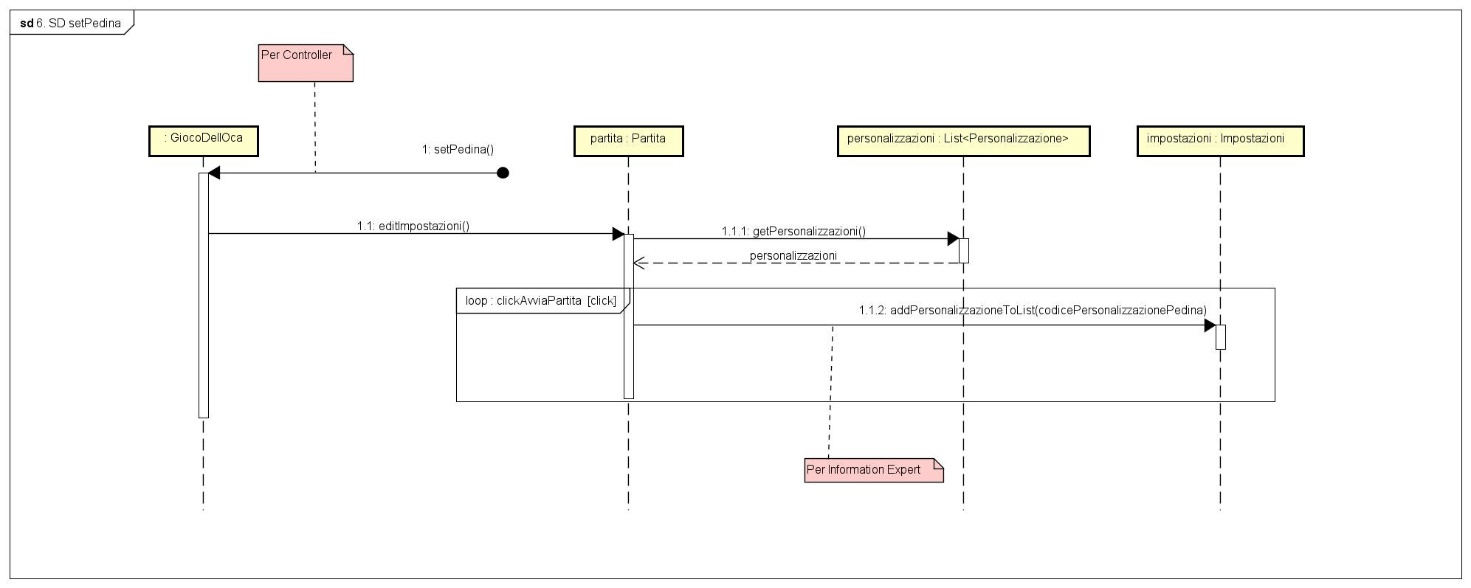 sd 6. SD setPedina
Per Controller
: GiocoDellOca
partita : Partita
personalizzazioni : List<Personalizzazione>
impostazioni : Impostazioni
1: setPedina()
1.1: editImpostazioni()
1.1.1: getPersonalizzazioni()
personalizzazioni
loop : clickAvviaPartita [click]
1.1.2: addPersonalizzazioneToList(codicePersonalizzazionePedina)
Per Information Expert